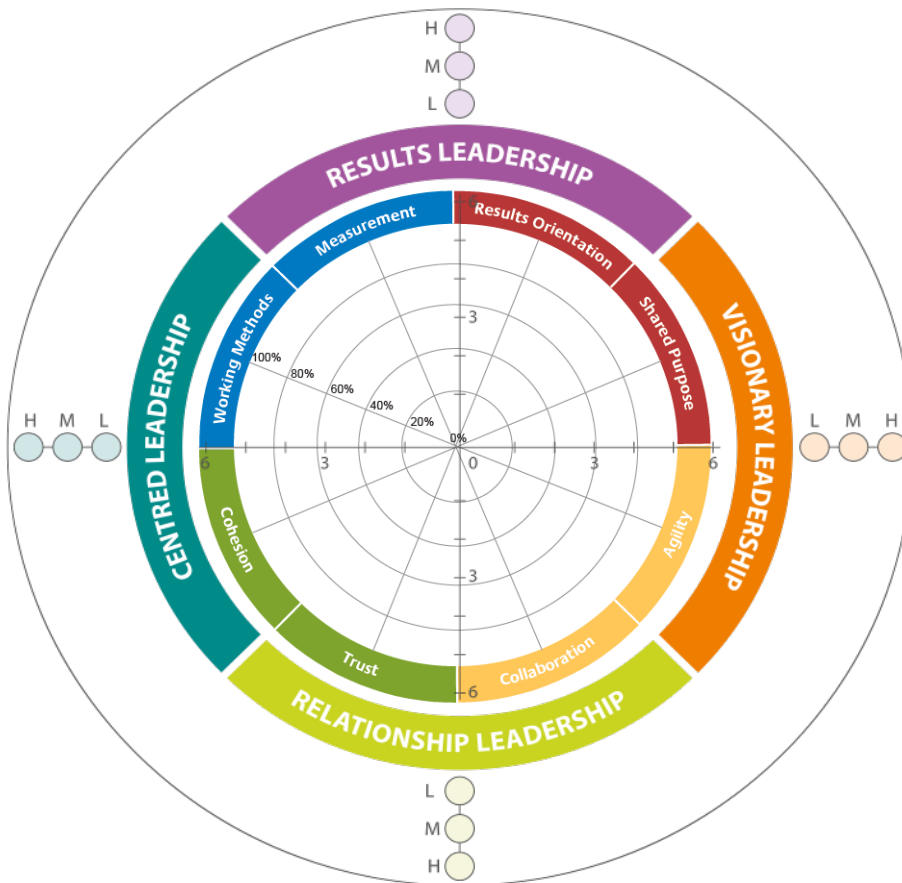 H
M
L
RESULTS LEADERSHIP
6
Measurement
Results Orientation
Working Methods
Shared Purpose
CENTRED LEADERSHIP
VISIONARY LEADERSHIP
3
100%
80%
60%
40%
20%
0%
H M L
L M H
6 3 0 3 6
Cohesion
Agility
3
Trust
Collaboration
6
RELATIONSHIP LEADERSHIP
L
M
H